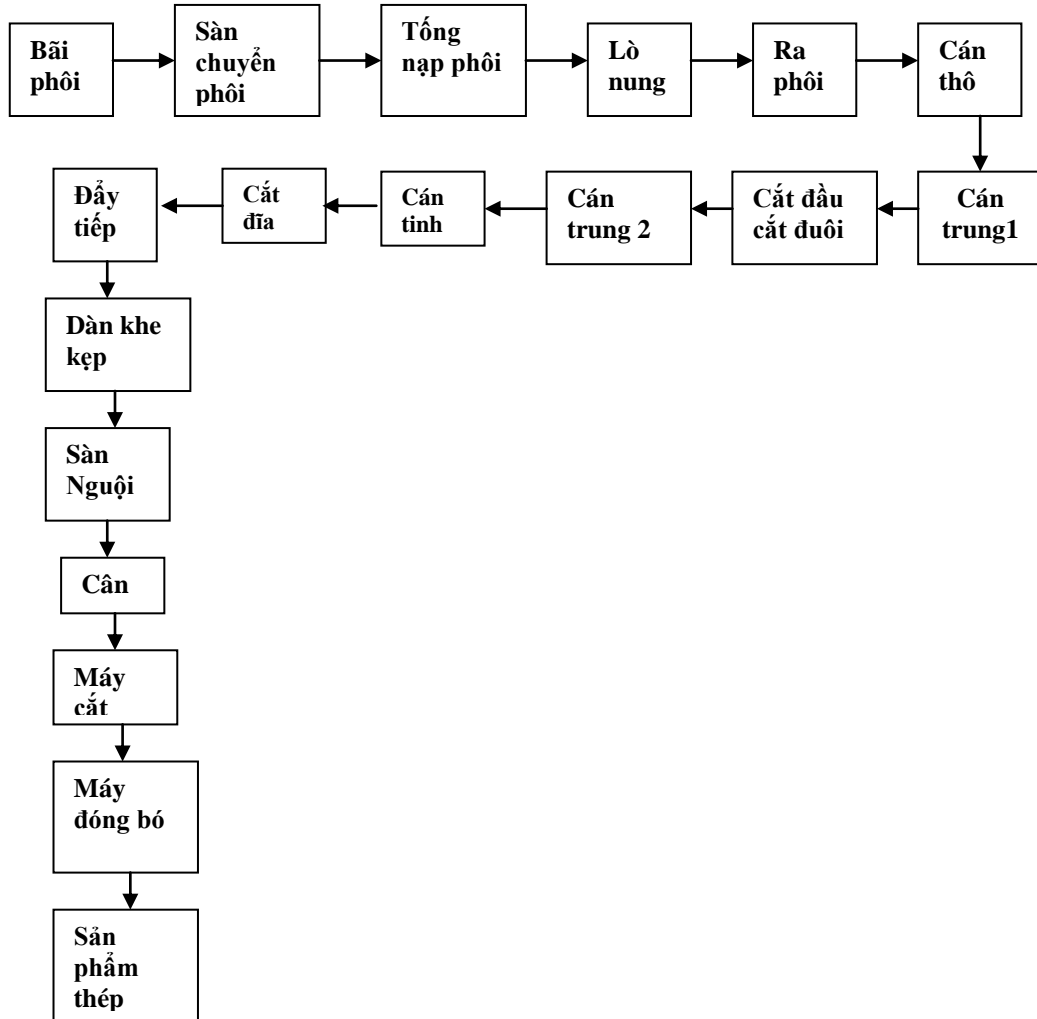 Bãi
phôi
Sàn
chuyển
phôi
Tống
nạp phôi
Lò
nung
Ra
phôi
Cán
thô
Cán
trung1
Cắt đầu
cắt đuôi
Cán
trung 2
Cán
tinh
Cắt
đĩa
Đẩy
tiếp
Dàn khe
kẹp
Sàn
Nguội
Cân
Máy
cắt
Máy
đóng bó
Sản
phẩm
thép